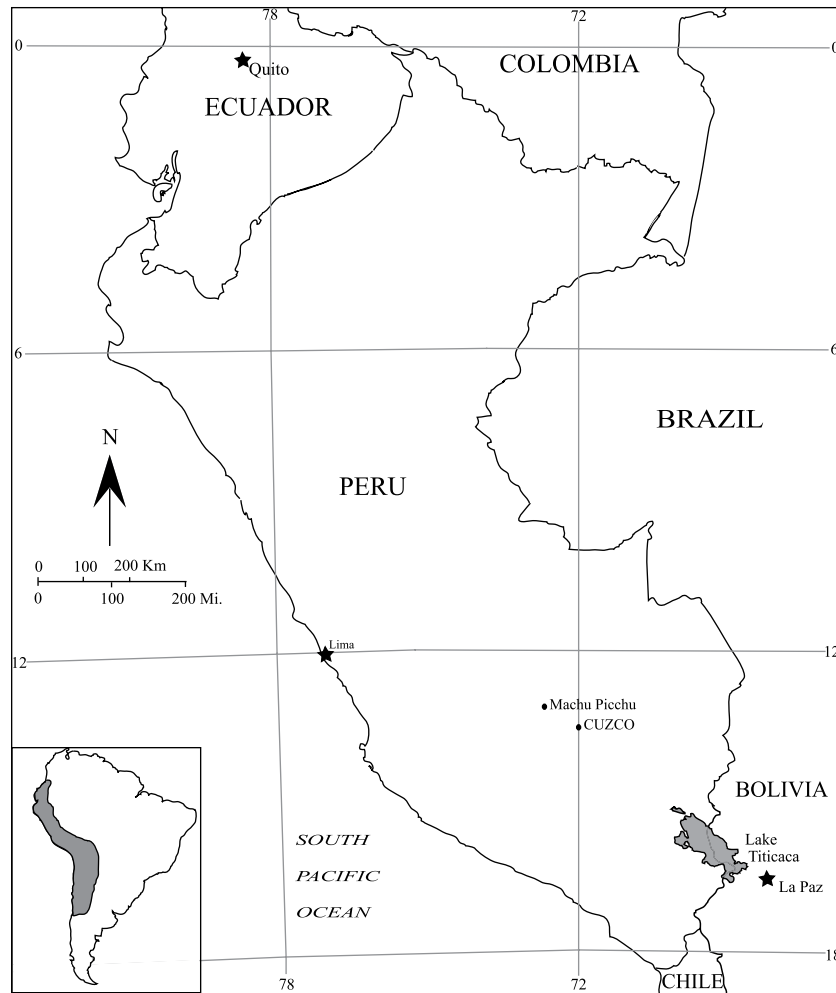 78
72
0
0
Quito
COLOMBIA
ECUADOR
6
6
BRAZIL
N
PERU
0 100 200 Km
0 100 200 Mi.
Lima
12
12
Machu Picchu
CUZCO
BOLIVIA
Lake
Titicaca
La Paz
SOUTH
PACIFIC
OCEAN
18
78
72
CHILE